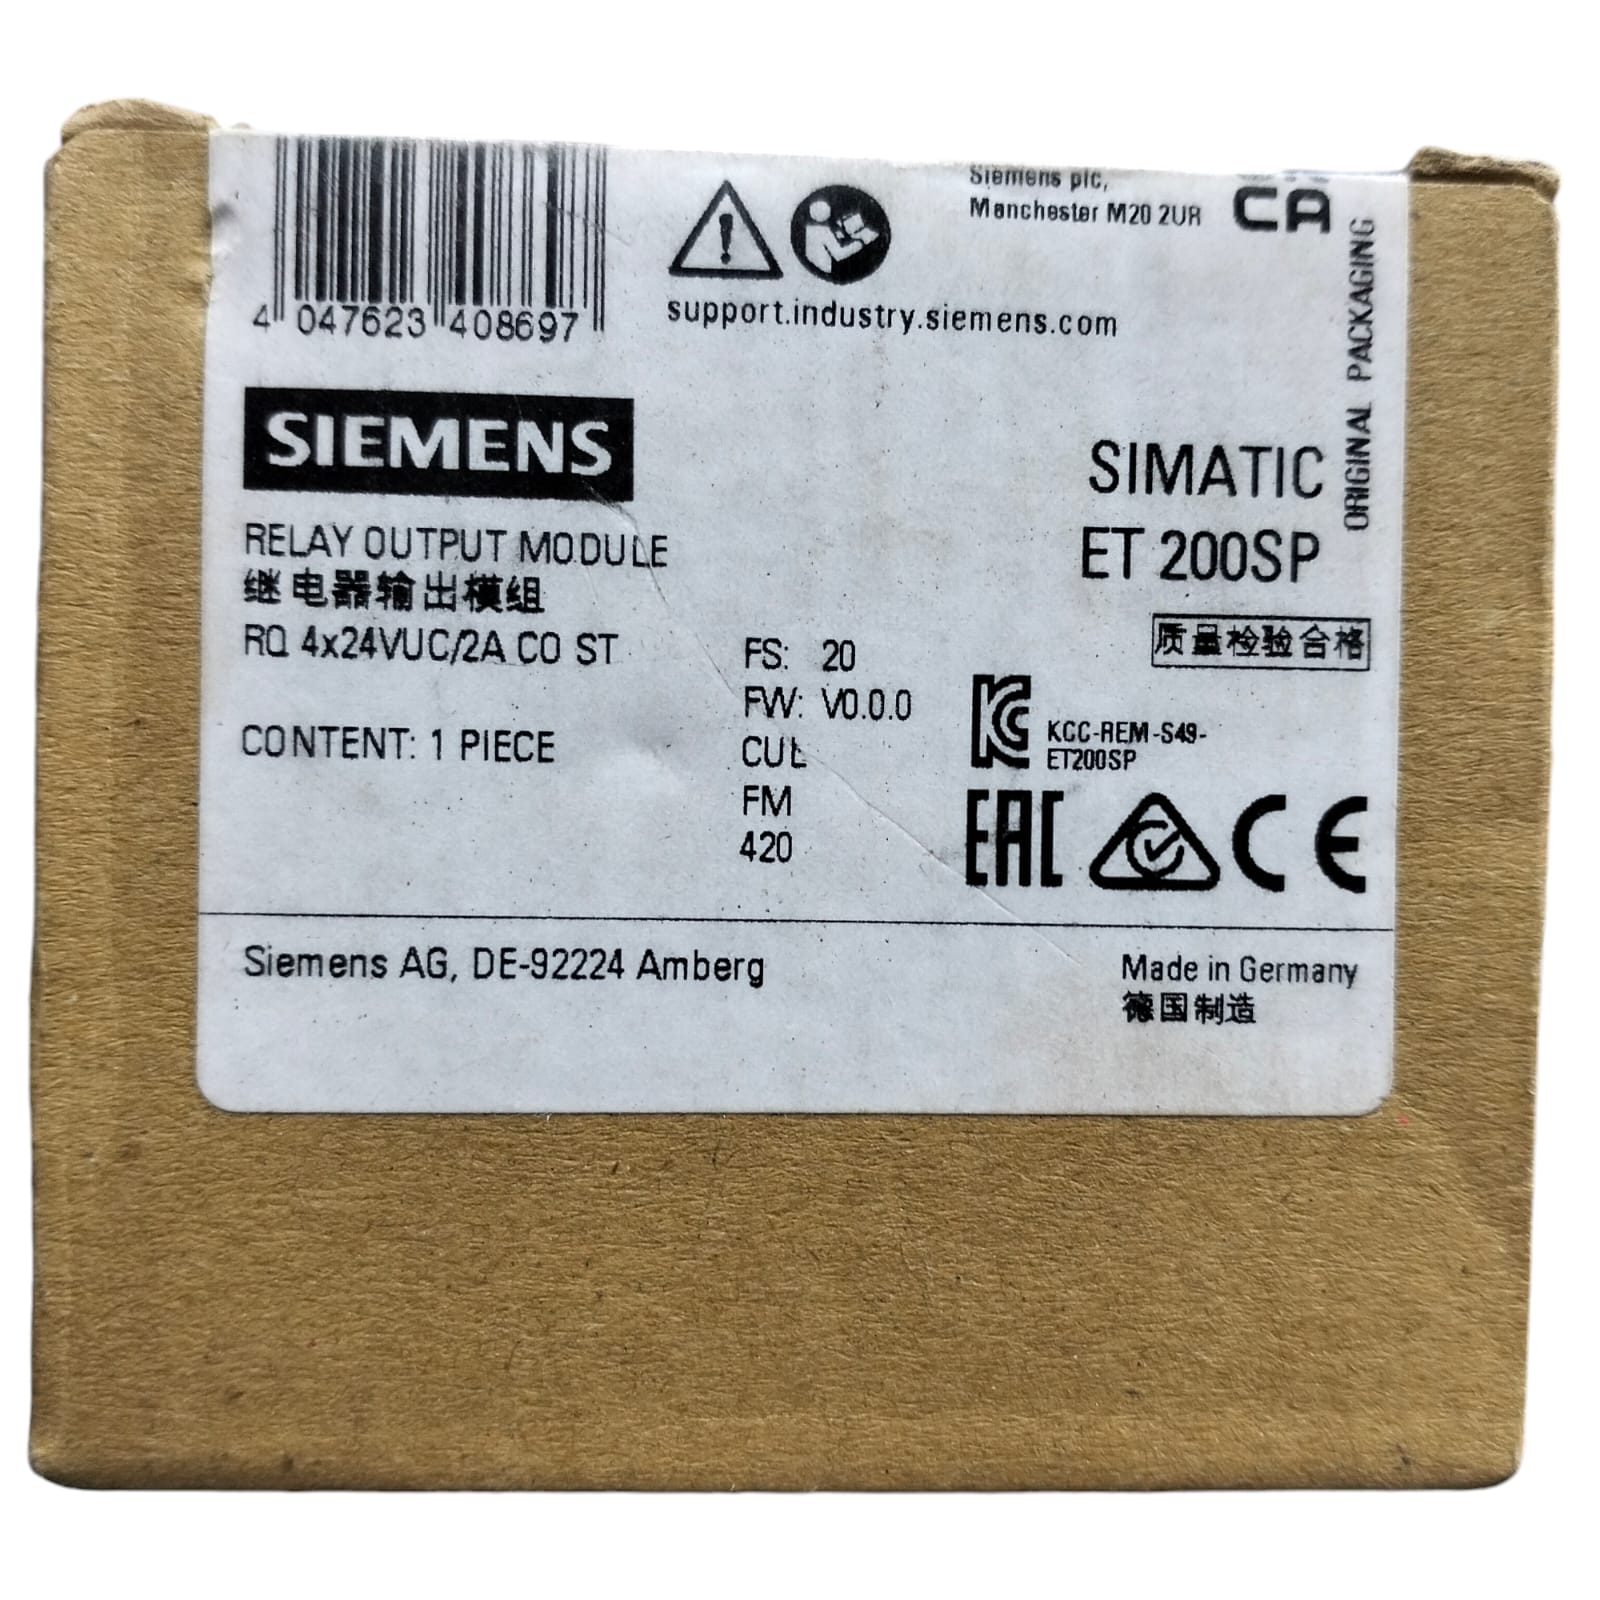 Siemens plc,
Manchester M20 2UR
CA
4 047623 408697
support.industry.siemens.com
ORIGINAL PACKAGING
SIEMENS
SIMATIC
ET 200SP
RELAY OUTPUT MODULE
继电器输出模组
RQ 4x24VUC/2A CO ST
质量检验合格
FS: 20
FW: V0.0.0
CUL
FM
420
CONTENT: 1 PIECE
KCC-REM-S49-
ET200SP
EAC
CE
Siemens AG, DE-92224 Amberg
Made in Germany
德国制造